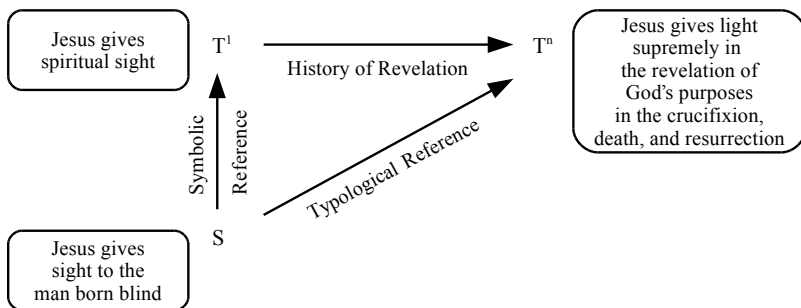 Jesus gives
spiritual sight
T¹
History of Revelation
Tⁿ
Jesus gives light
supremely in
the revelation of
God’s purposes
in the crucifixion,
death, and resurrection
Symbolic
Reference
Typological Reference
S
Jesus gives
sight to the
man born blind